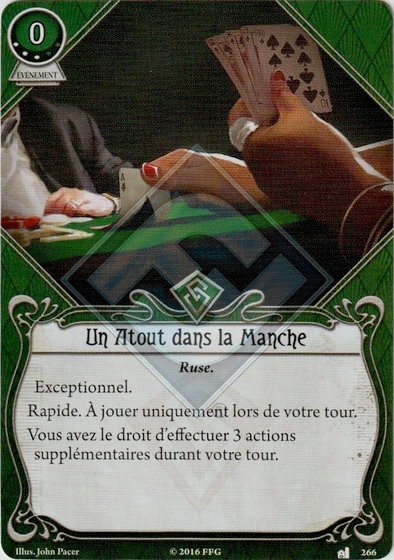 0
ÉVÉNEMENT
A
10
Un Atout dans la Manche
Ruse.
Exceptionnel.
Rapide. À jouer uniquement lors de votre tour.
Vous avez le droit d'effectuer 3 actions
supplémentaires durant votre tour.
Illus. John Pacer
© 2016 FFG
266